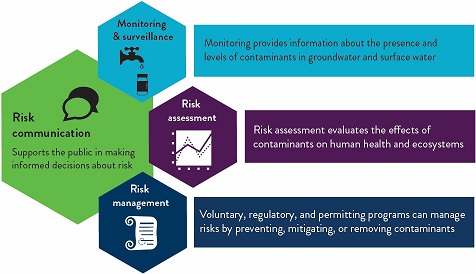 Monitoring
& surveillance
Monitoring provides information about the presence and
levels of contaminants in groundwater and surface water
Risk
communication
Supports the public in making
informed decisions about risk
Risk
assessment
Risk assessment evaluates the effects of
contaminants on human health and ecosystems
Risk
management
Voluntary, regulatory, and permitting programs can manage
risks by preventing, mitigating, or removing contaminants